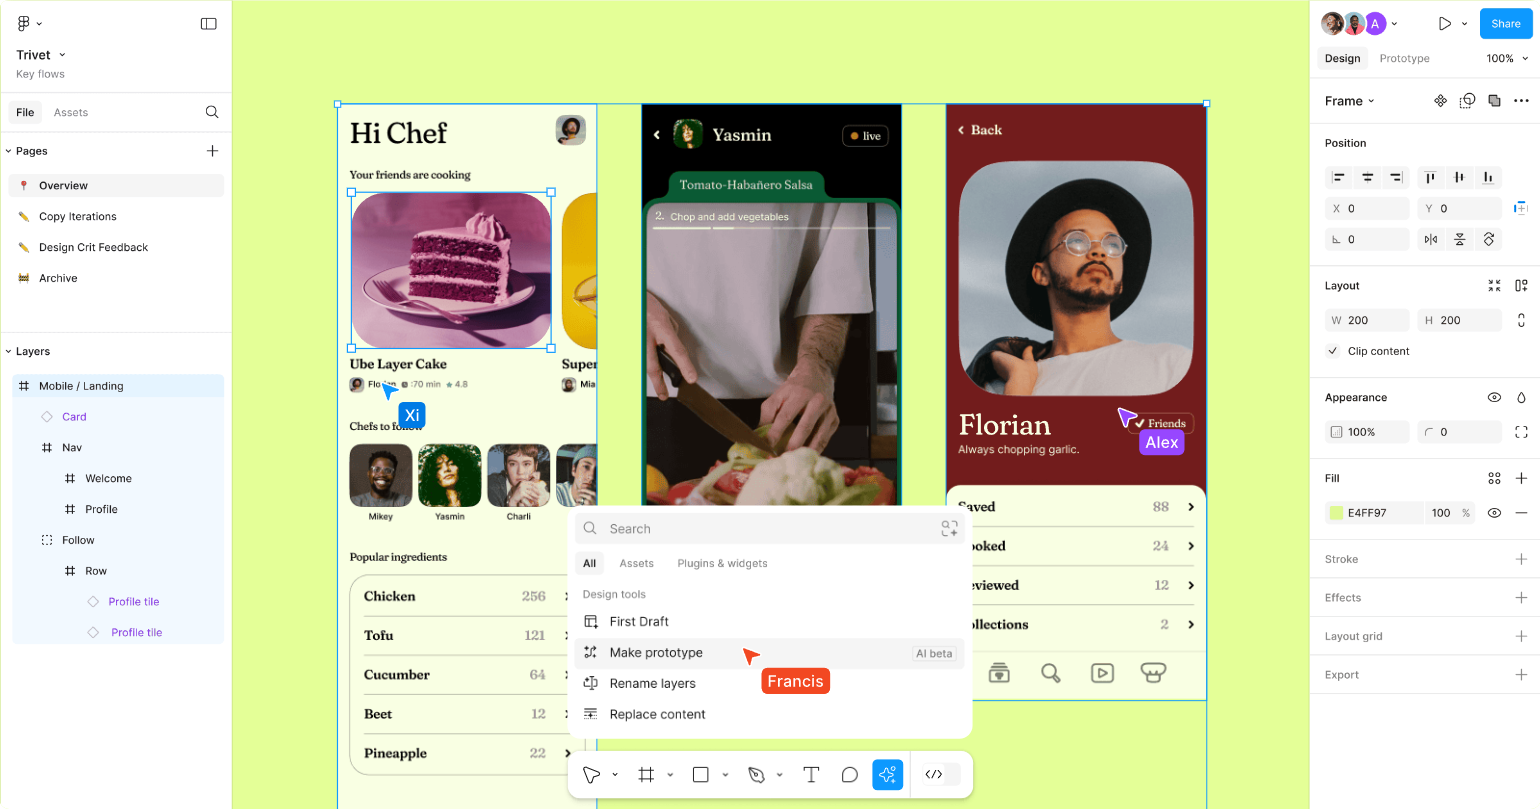 Trivet
Key flows
File
Assets
Pages
Overview
Copy Iterations
Design Crit Feedback
Archive
Layers
Mobile / Landing
Card
Nav
Welcome
Profile
Follow
Row
Profile tile
Profile tile
Hi Chef
Your friends are cooking
Ube Layer Cake
70 min
4.8
Super
Mia
Xi
Chefs to follow
Mikey
Yasmin
Charli
Popular ingredients
Chicken 256
Tofu 121
Cucumber 64
Beet 12
Pineapple 22
Yasmin
live
Tomato-Habañero Salsa
2. Chop and add vegetables
Back
Florian
Friends
Alex
Always chopping garlic.
Saved 88
ooked 24
eviewed 12
ollections 2
Search
All
Assets
Plugins & widgets
Design tools
First Draft
Make prototype
AI beta
Francis
Rename layers
Replace content
A
Share
Design
Prototype
100%
Frame
Position
X 0
Y 0
0
Layout
W 200
H 200
Clip content
Appearance
100%
0
Fill
E4FF97
100 %
Stroke
Effects
Layout grid
Export